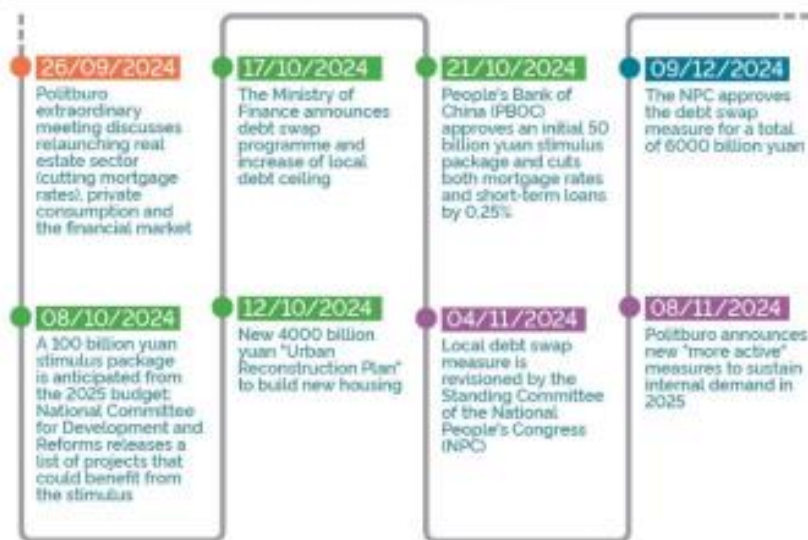 26/09/2024
Politburo
extraordinary
meeting discusses
relaunching real
estate sector
(cutting mortgage
rates), private
consumption and
the financial market
08/10/2024
A 100 billion yuan
stimulus package
is anticipated from
the 2025 budget;
National Committee
for Development and
Reforms releases a
list of projects that
could benefit from
the stimulus
12/10/2024
New 4000 billion
yuan "Urban
Reconstruction Plan"
to build new housing
17/10/2024
The Ministry of
Finance announces
debt swap
programme and
increase of local
debt ceiling
21/10/2024
People's Bank of
China (PBOC)
approves an initial 50
billion yuan stimulus
package and cuts
both mortgage rates
and short-term loans
by 0,25%
04/11/2024
Local debt swap
measure is
revisioned by the
Standing Committee
of the National
People's Congress
(NPC)
08/11/2024
Politburo announces
new "more active"
measures to sustain
internal demand in
2025
09/12/2024
The NPC approves
the debt swap
measure for a total
of 6000 billion yuan